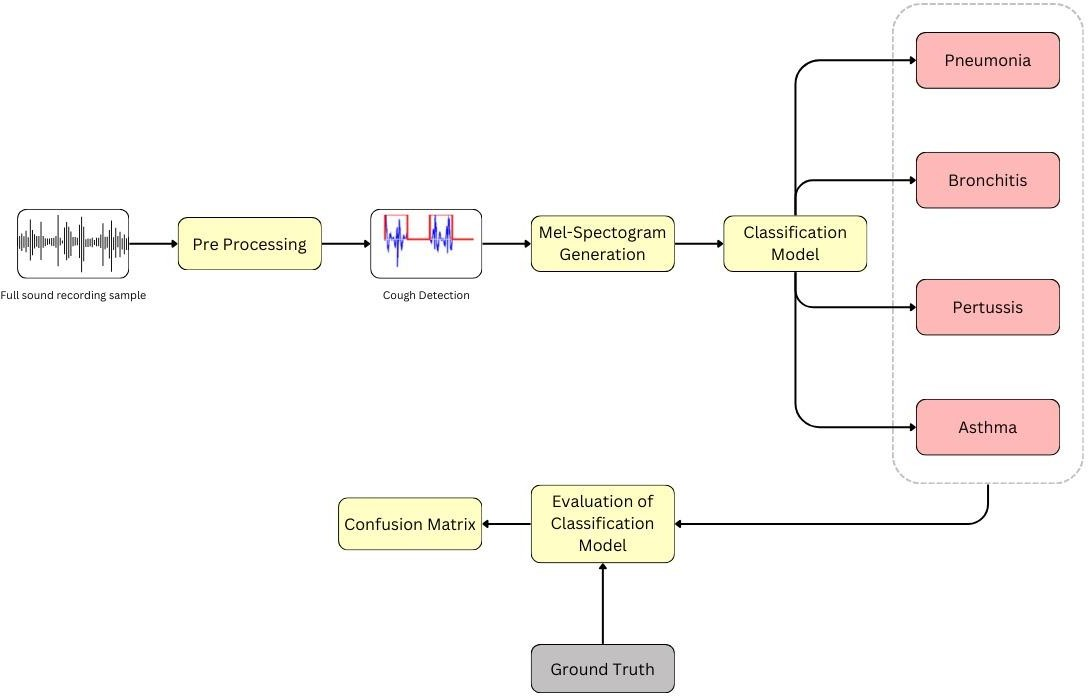 Pneumonia
Bronchitis
Full sound recording sample
Pre Processing
Cough Detection
Mel-Spectogram
Generation
Classification
Model
Pertussis
Asthma
Confusion Matrix
Evaluation of
Classification
Model
Ground Truth